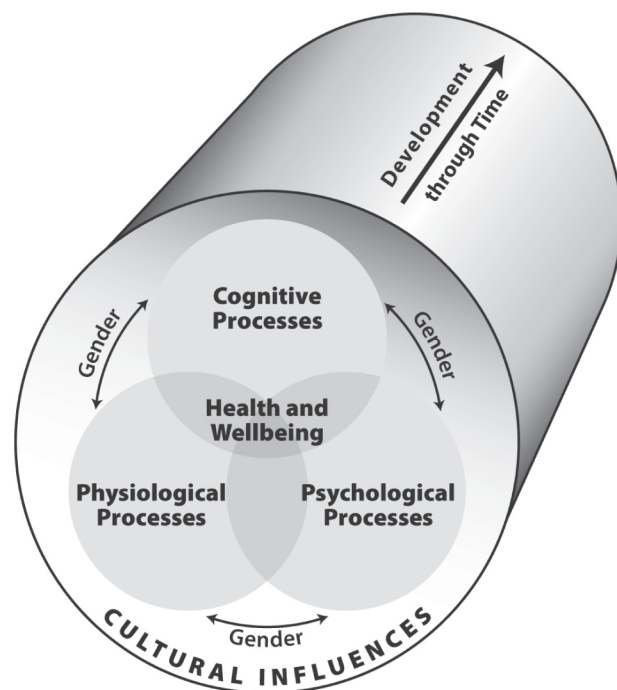 Development
through Time
Cognitive
Processes
Gender
Gender
Health and
Wellbeing
Physiological
Processes
Psychological
Processes
Gender
CULTURAL INFLUENCES